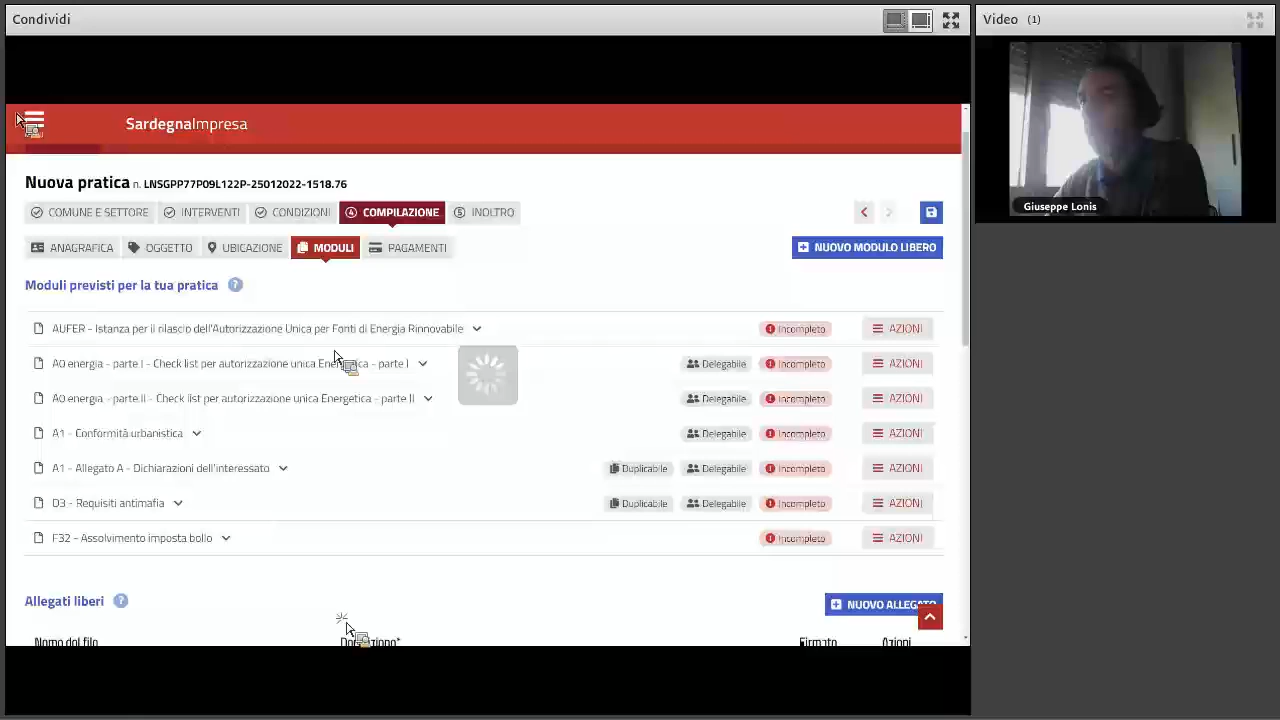 Condividi
Video (1)
SardegnaImpresa
Nuova pratica n. LNSGPP77P09L122P-25012022-1518.76
COMUNE E SETTORE INTERVENTI CONDIZIONI 4 COMPILAZIONE 5 INOLTRO
ANAGRAFICA OGGETTO UBICAZIONE MODULI PAGAMENTI NUOVO MODULO LIBERO
Moduli previsti per la tua pratica ?
AUFER - Istanza per il rilascio dell'Autorizzazione Unica per Fonti di Energia Rinnovabile Incompleto AZIONI
A0 energia - parte I - Check list per autorizzazione unica Energetica - parte I Delegabile Incompleto AZIONI
A0 energia - parte II - Check list per autorizzazione unica Energetica - parte II Delegabile Incompleto AZIONI
A1 - Conformità urbanistica Delegabile Incompleto AZIONI
A1 - Allegato A - Dichiarazioni dell'interessato Duplicabile Delegabile Incompleto AZIONI
D3 - Requisiti antimafia Duplicabile Delegabile Incompleto AZIONI
F32 - Assolvimento imposta bollo Incompleto AZIONI
Allegati liberi ? NUOVO ALLEGATO
Nome del file Firmato Azioni
Giuseppe Lonis